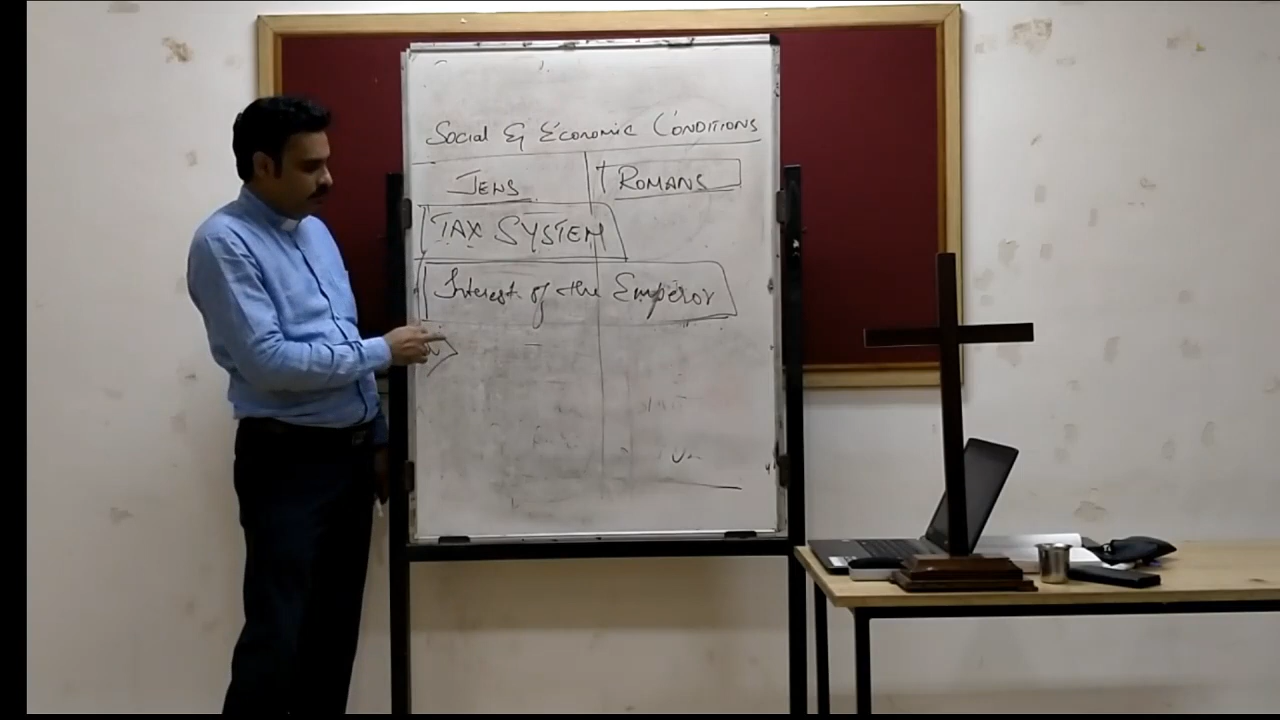 Social & Economic Conditions
Jews
Romans
TAX SYSTEM
Interest of the Emperor